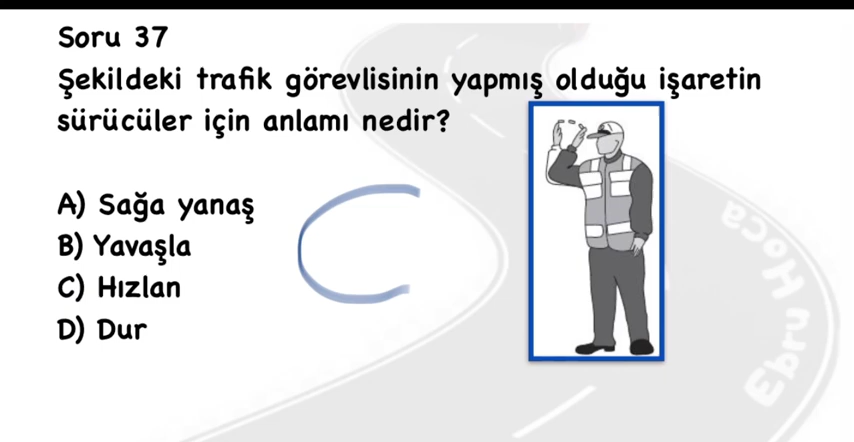 Soru 37
Şekildeki trafik görevlisinin yapmış olduğu işaretin
sürücüler için anlamı nedir?
A) Sağa yanaş
B) Yavaşla
C) Hızlan
D) Dur
C
Ebru Hoca